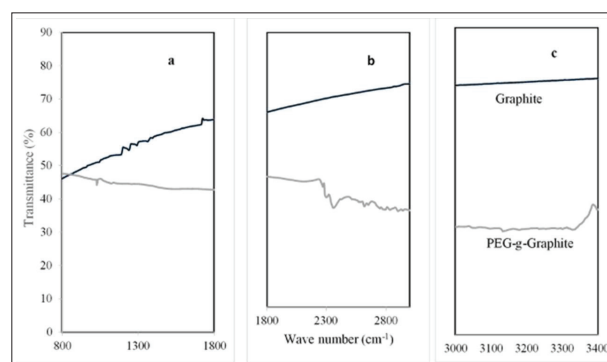 a
b
c
90
80
70
60
50
40
30
20
10
0
Transmittance (%)
Graphite
PEG-g-Graphite
800 1300 1800
1800 2300 2800
3000 3100 3200 3300 3400
Wave number (cm⁻¹)